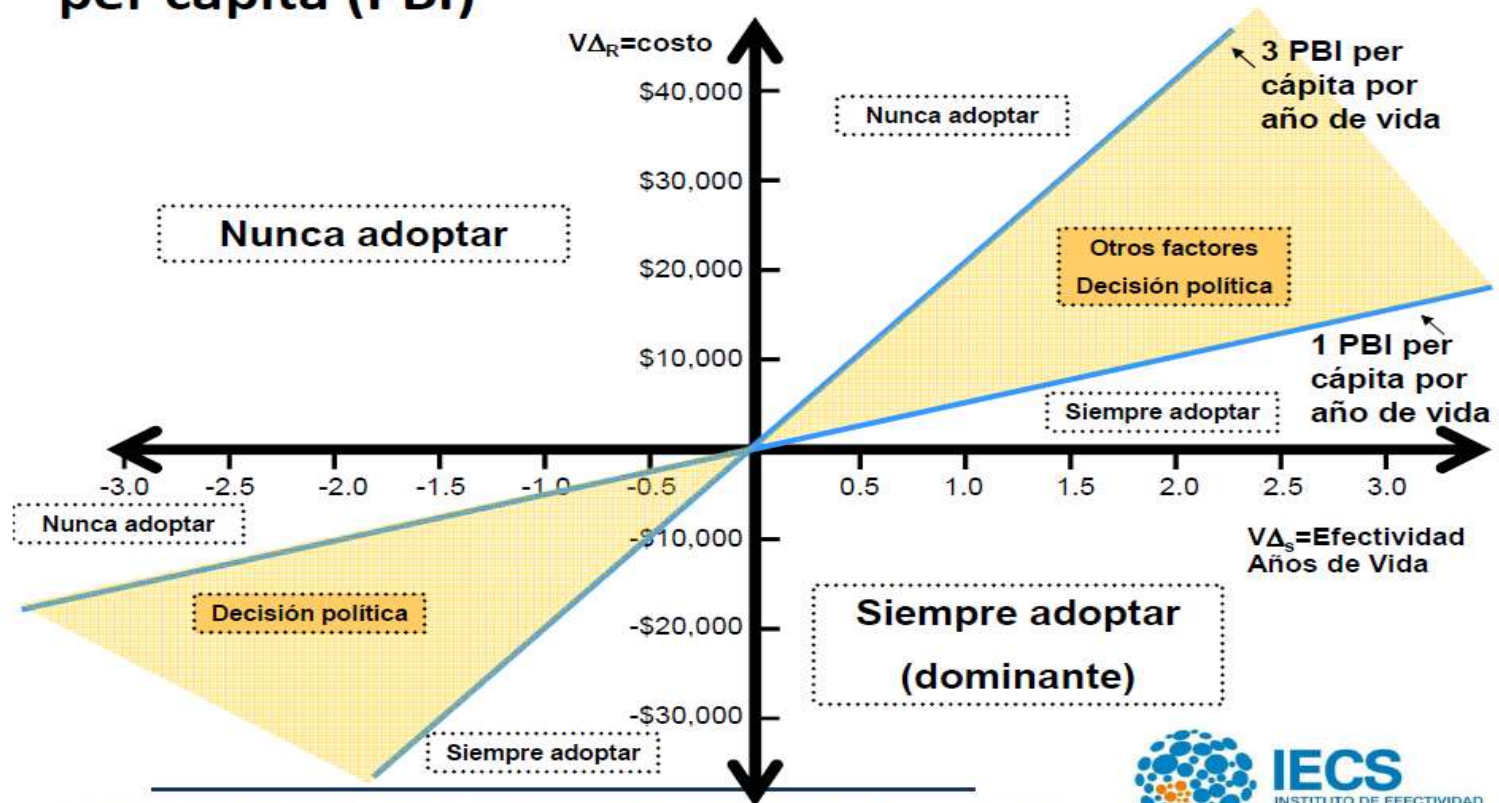 per cápita (PBI)
VΔR=costo
$40,000
$30,000
$20,000
$10,000
-$10,000
-$20,000
-$30,000
3 PBI per
cápita por
año de vida
Nunca adoptar
Nunca adoptar
Otros factores
Decisión política
1 PBI per
cápita por
año de vida
Siempre adoptar
-3.0 -2.5 -2.0 -1.5 -1.0 -0.5 0.5 1.0 1.5 2.0 2.5 3.0
Nunca adoptar
VΔs=Efectividad
Años de Vida
Decisión política
Siempre adoptar
(dominante)
Siempre adoptar
IECS
INSTITUTO DE EFECTIVIDAD